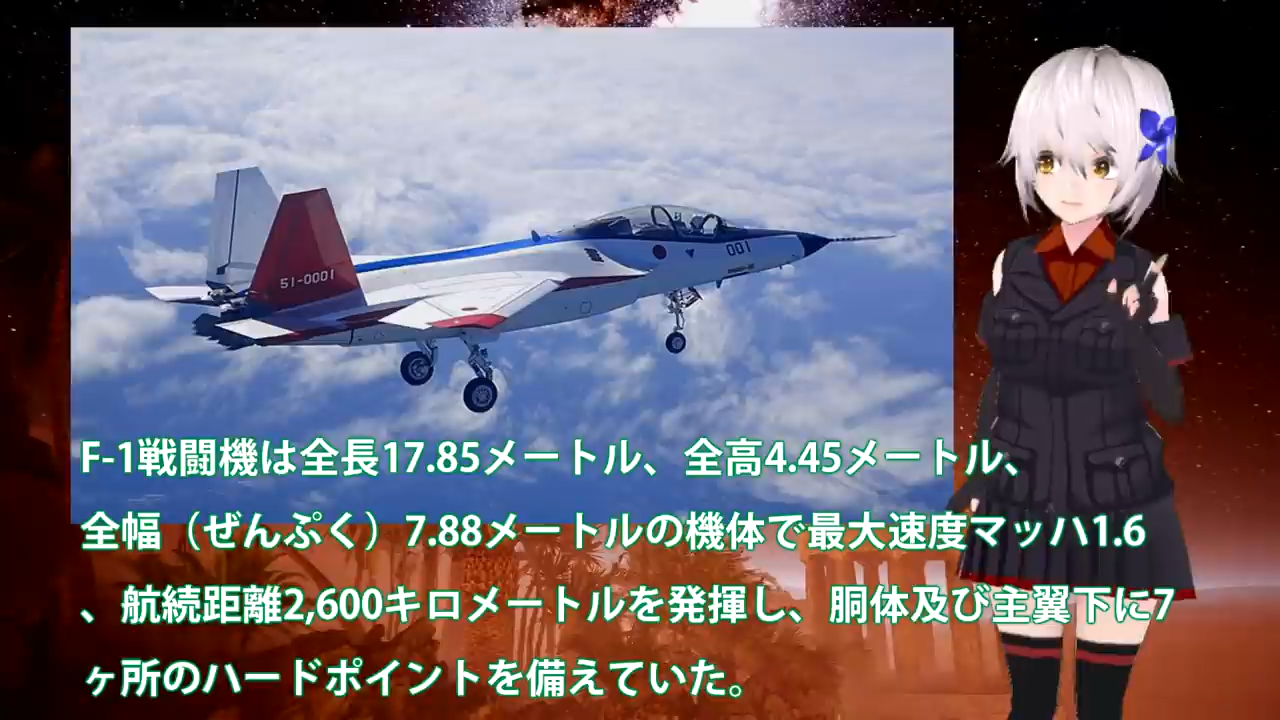 001
51-0001
F-1戦闘機は全長17.85メートル、全高4.45メートル、
全幅（ぜんぷく）7.88メートルの機体で最大速度マッハ1.6
、航続距離2,600キロメートルを発揮し、胴体及び主翼下に7
ヶ所のハードポイントを備えていた。